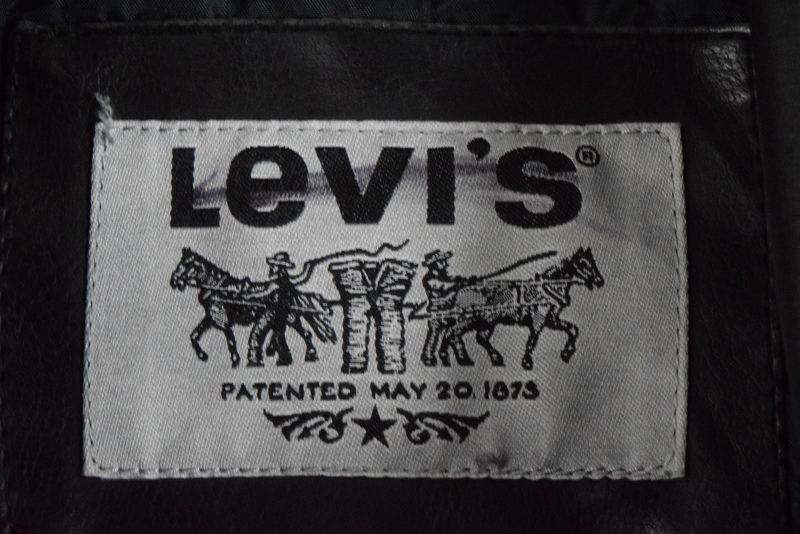 LEVI'S®
PATENTED MAY 20. 1873